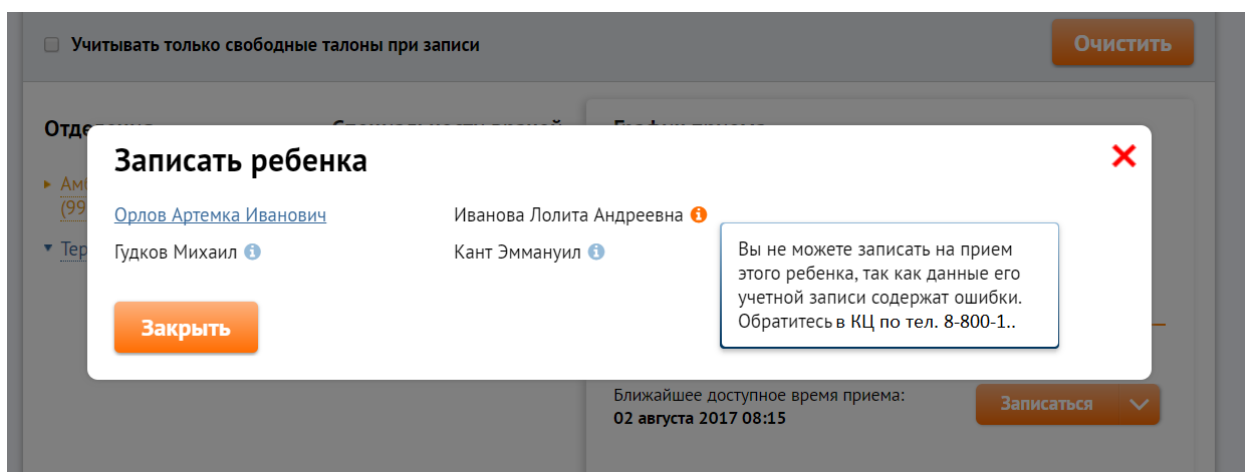 Учитывать только свободные талоны при записи
Очистить
Записать ребенка
Орлов Артемка Иванович
Иванова Лолита Андреевна
Гудков Михаил
Кант Эммануил
Вы не можете записать на прием
этого ребенка, так как данные его
учетной записи содержат ошибки.
Обратитесь в КЦ по тел. 8-800-1..
Закрыть
(99
Тер
Ближайшее доступное время приема:
02 августа 2017 08:15
Записаться